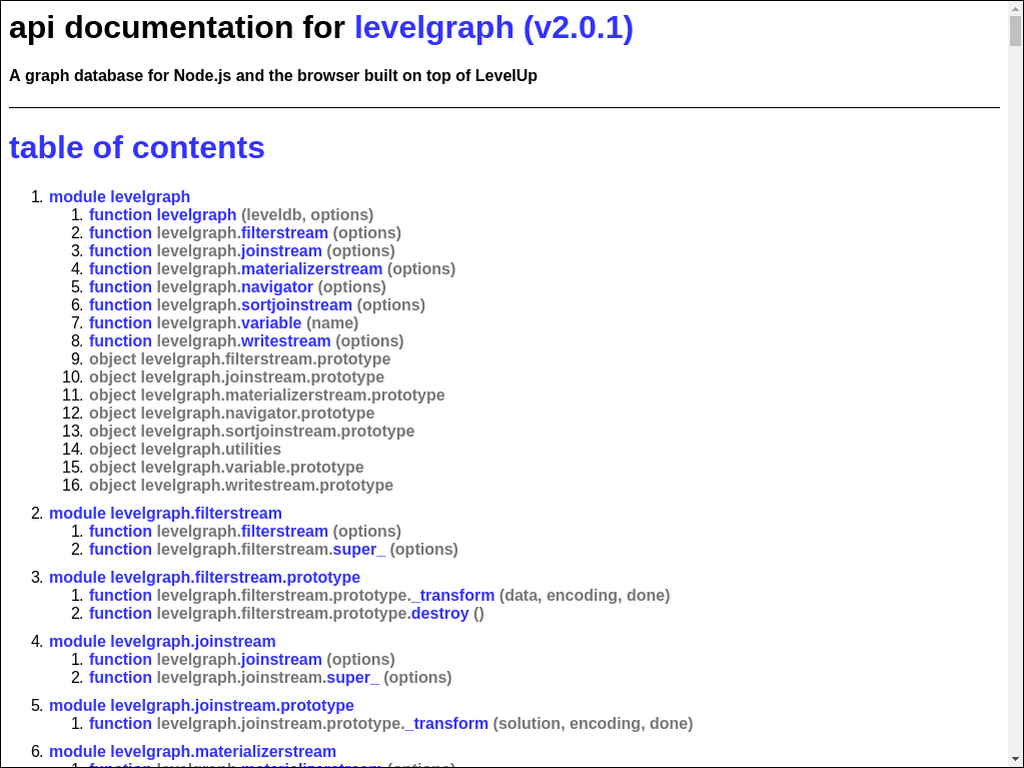 api documentation for levelgraph (v2.0.1)
A graph database for Node.js and the browser built on top of LevelUp
table of contents
1. module levelgraph
1. function levelgraph (leveldb, options)
2. function levelgraph.filterstream (options)
3. function levelgraph.joinstream (options)
4. function levelgraph.materializerstream (options)
5. function levelgraph.navigator (options)
6. function levelgraph.sortjoinstream (options)
7. function levelgraph.variable (name)
8. function levelgraph.writestream (options)
9. object levelgraph.filterstream.prototype
10. object levelgraph.joinstream.prototype
11. object levelgraph.materializerstream.prototype
12. object levelgraph.navigator.prototype
13. object levelgraph.sortjoinstream.prototype
14. object levelgraph.utilities
15. object levelgraph.variable.prototype
16. object levelgraph.writestream.prototype
2. module levelgraph.filterstream
1. function levelgraph.filterstream (options)
2. function levelgraph.filterstream.super_ (options)
3. module levelgraph.filterstream.prototype
1. function levelgraph.filterstream.prototype._transform (data, encoding, done)
2. function levelgraph.filterstream.prototype.destroy ()
4. module levelgraph.joinstream
1. function levelgraph.joinstream (options)
2. function levelgraph.joinstream.super_ (options)
5. module levelgraph.joinstream.prototype
1. function levelgraph.joinstream.prototype._transform (solution, encoding, done)
6. module levelgraph.materializerstream
1. function levelgraph.materializerstream (options)